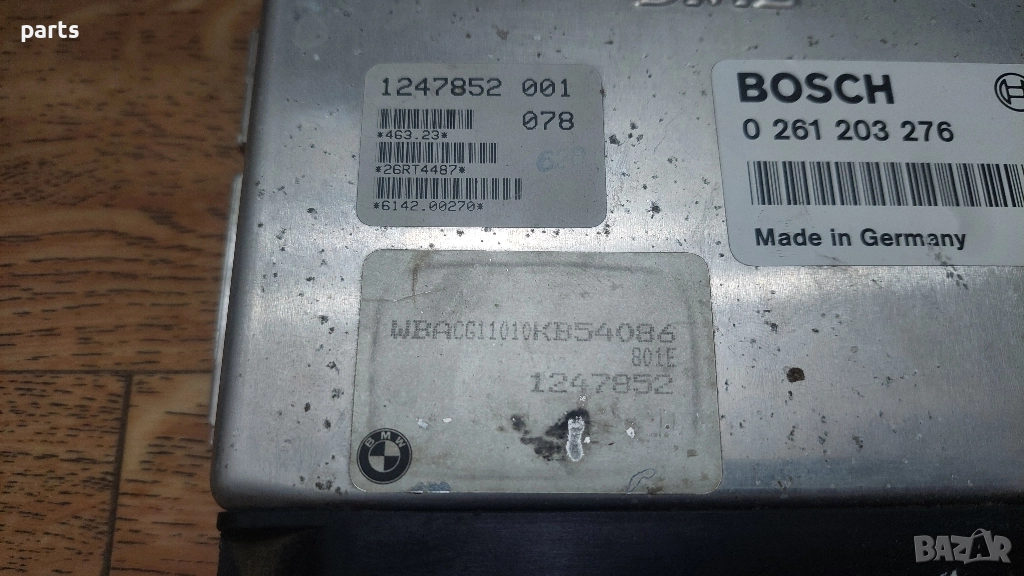 parts
1247852 001
078
*463.23*
*26RT4487*
*6142.00270*
BOSCH
0 261 203 276
Made in Germany
WBACG11010KB54086
801E
1247852
BMW
BAZAR